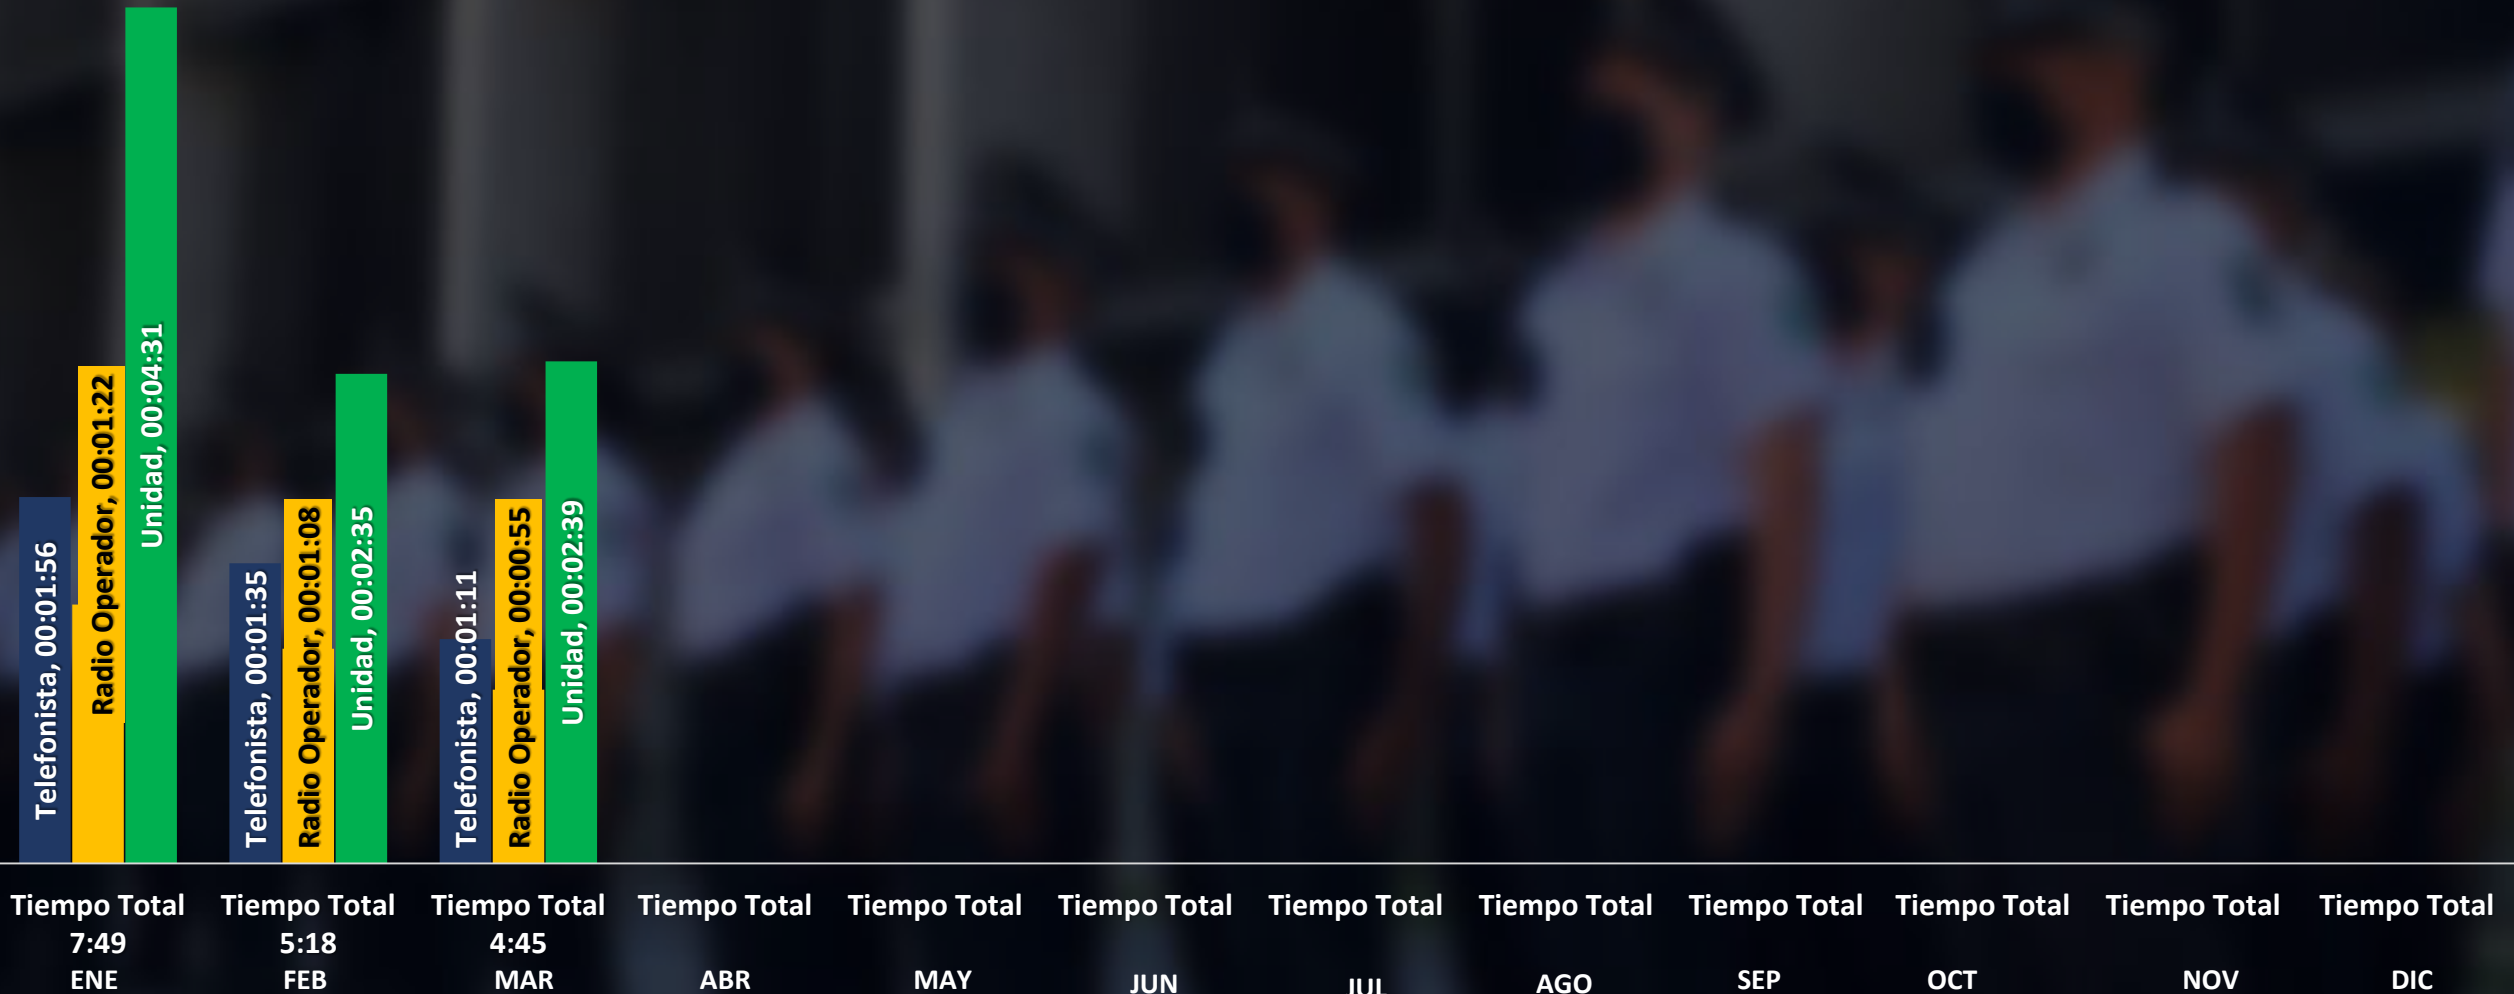 Telefonista, 00:01:56
Radio Operador, 00:01:22
Unidad, 00:04:31
Telefonista, 00:01:35
Radio Operador, 00:01:08
Unidad, 00:02:35
Telefonista, 00:01:11
Radio Operador, 00:00:55
Unidad, 00:02:39
Tiempo Total
7:49
ENE
Tiempo Total
5:18
FEB
Tiempo Total
4:45
MAR
Tiempo Total
ABR
Tiempo Total
MAY
Tiempo Total
JUN
Tiempo Total
JUL
Tiempo Total
AGO
Tiempo Total
SEP
Tiempo Total
OCT
Tiempo Total
NOV
Tiempo Total
DIC